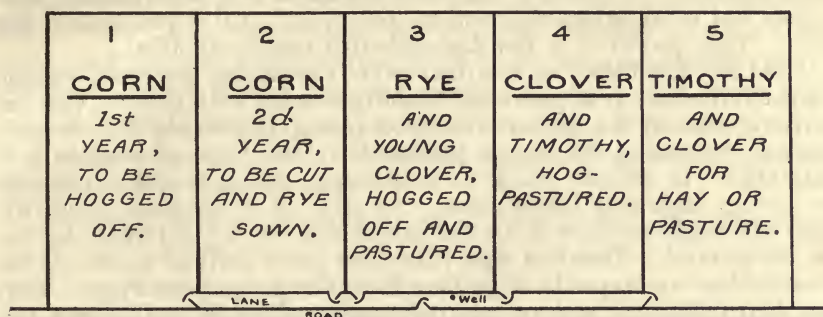 1
CORN
1st
YEAR,
TO BE
HOGGED
OFF.
2
CORN
2d.
YEAR,
TO BE CUT
AND RYE
SOWN.
3
RYE
AND
YOUNG
CLOVER,
HOGGED
OFF AND
PASTURED.
4
CLOVER
AND
TIMOTHY,
HOG-
PASTURED.
5
TIMOTHY
AND
CLOVER
FOR
HAY OR
PASTURE.
LANE
Well
ROAD